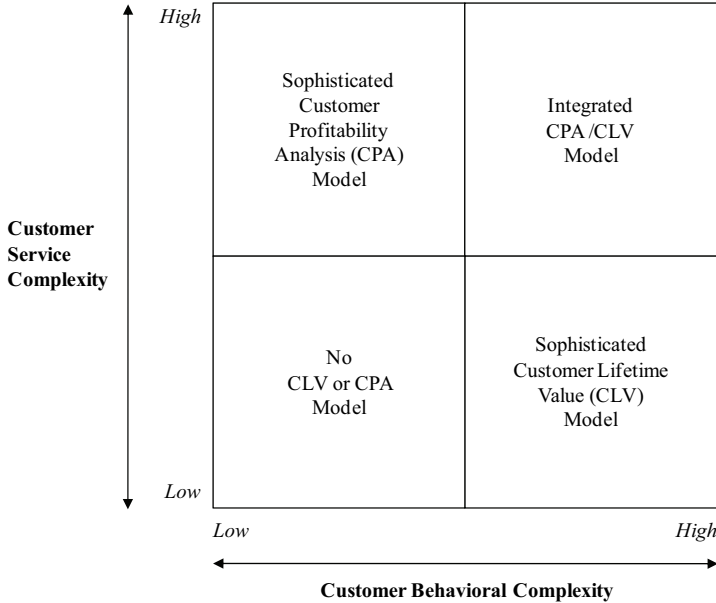 High
Sophisticated
Customer
Profitability
Analysis (CPA)
Model
Integrated
CPA /CLV
Model
Customer
Service
Complexity
No
CLV or CPA
Model
Sophisticated
Customer Lifetime
Value (CLV)
Model
Low
Low
High
Customer Behavioral Complexity